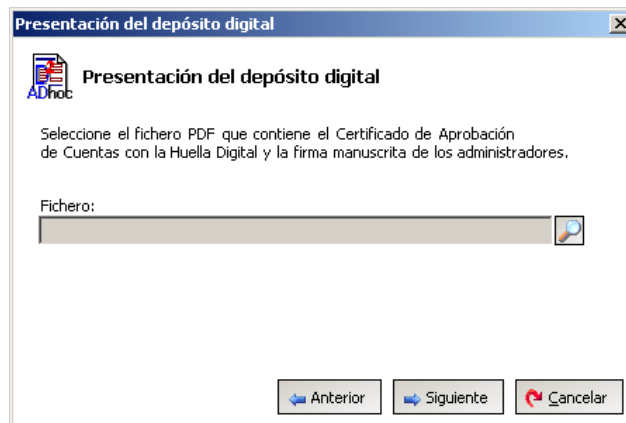 Presentación del depósito digital
ADhoc
Presentación del depósito digital
Seleccione el fichero PDF que contiene el Certificado de Aprobación
de Cuentas con la Huella Digital y la firma manuscrita de los administradores.
Fichero:
Anterior
Siguiente
Cancelar